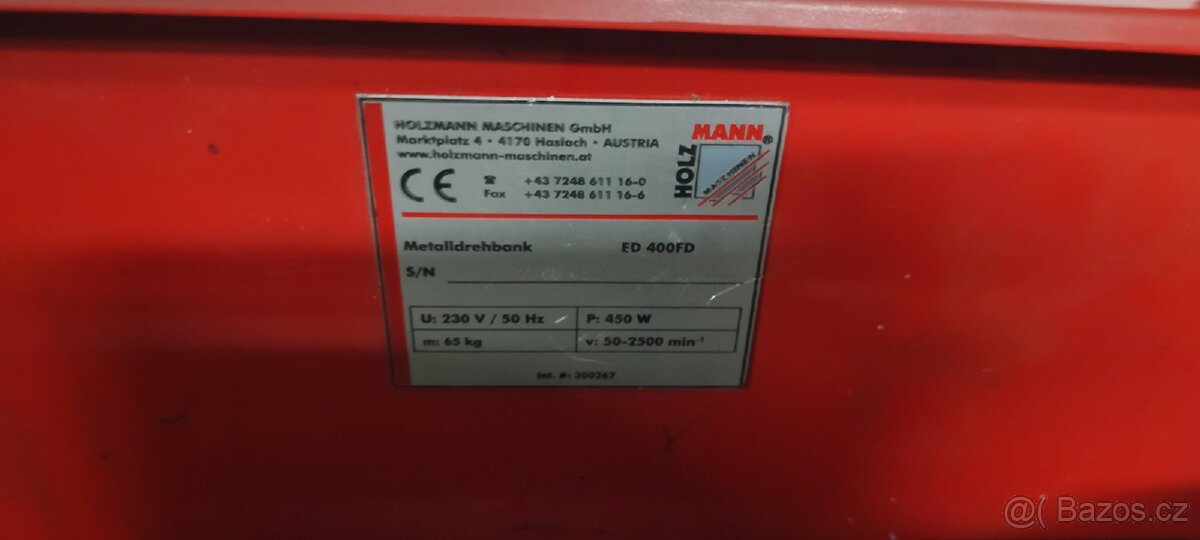 HOLZMANN MASCHINEN GmbH
Marktplatz 4 • 4170 Haslach • AUSTRIA
www.holzmann-maschinen.at
CE
☎ +43 7248 611 16-0
Fax +43 7248 611 16-6
HOLZ MANN ®
MASCHINEN
Metalldrehbank ED 400FD
S/N
U: 230 V / 50 Hz P: 450 W
m: 65 kg v: 50-2500 min⁻¹
Int. #: 300267
@( Bazos.cz